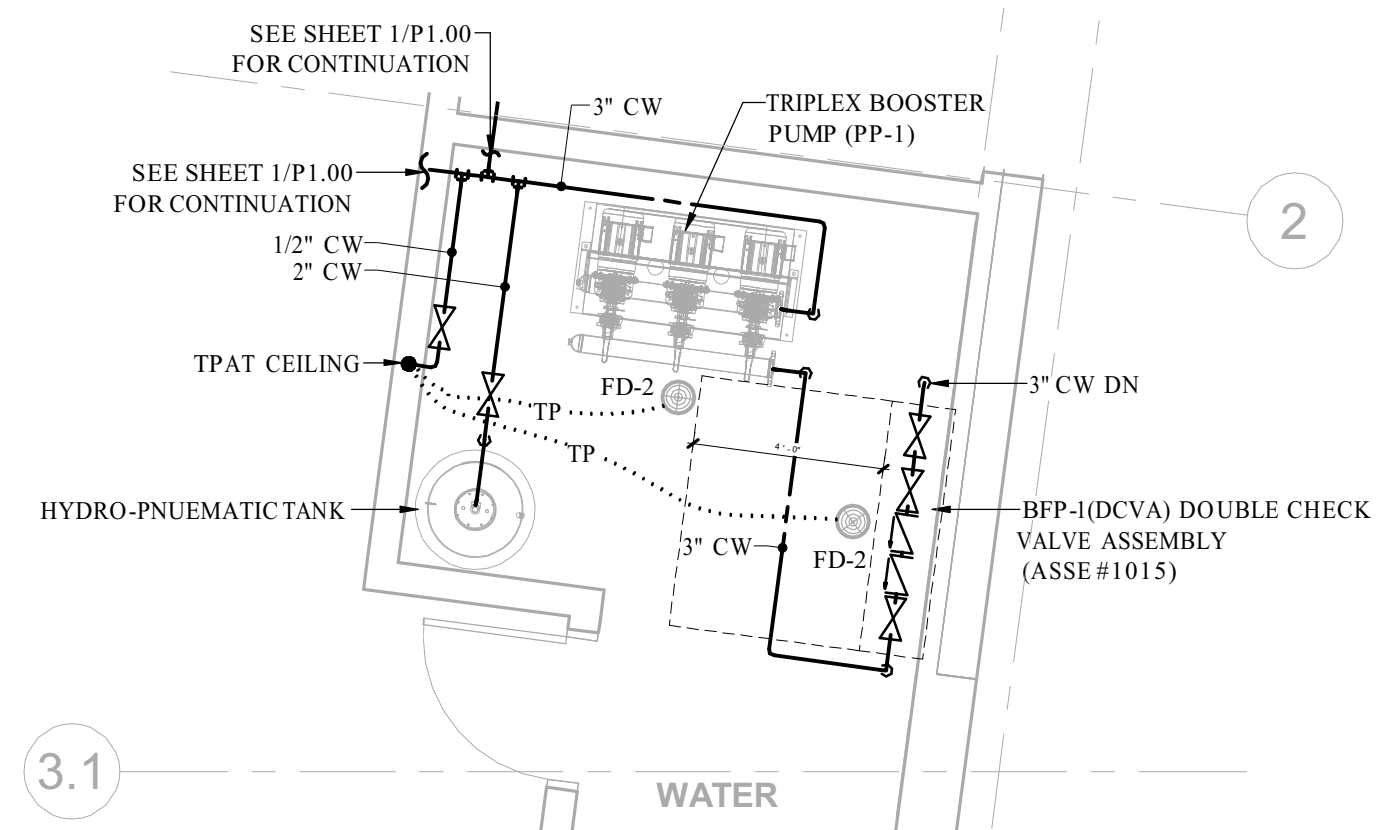 SEE SHEET 1/P1.00
FOR CONTINUATION
3" CW
TRIPLEX BOOSTER
PUMP (PP-1)
SEE SHEET 1/P1.00
FOR CONTINUATION
2
1/2" CW
2" CW
TPAT CEILING
FD-2
3" CW DN
TP
4'-0"
TP
HYDRO-PNUEMATIC TANK
BFP-1(DCVA) DOUBLE CHECK
VALVE ASSEMBLY
(ASSE #1015)
3" CW
FD-2
3.1
WATER